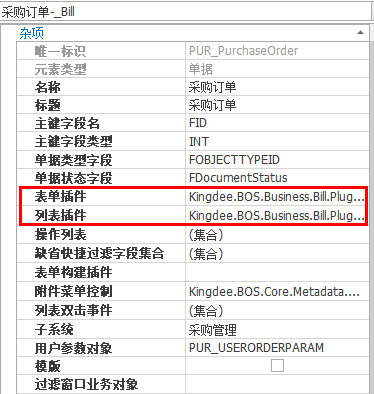 采购订单-_Bill
杂项
唯一标识 PUR_PurchaseOrder
元素类型 单据
名称 采购订单
标题 采购订单
主键字段名 FID
主键字段类型 INT
单据类型字段 FOBJECTTYPEID
单据状态字段 FDocumentStatus
表单插件 Kingdee.BOS.Business.Bill.Plug...
列表插件 Kingdee.BOS.Business.Bill.Plug...
操作列表 (集合)
缺省快捷过滤字段集合 (集合)
表单构建插件
附件菜单控制 Kingdee.BOS.Core.Metadata....
列表双击事件 (集合)
子系统 采购管理
用户参数对象 PUR_USERORDERPARAM
模版
过滤窗口业务对象